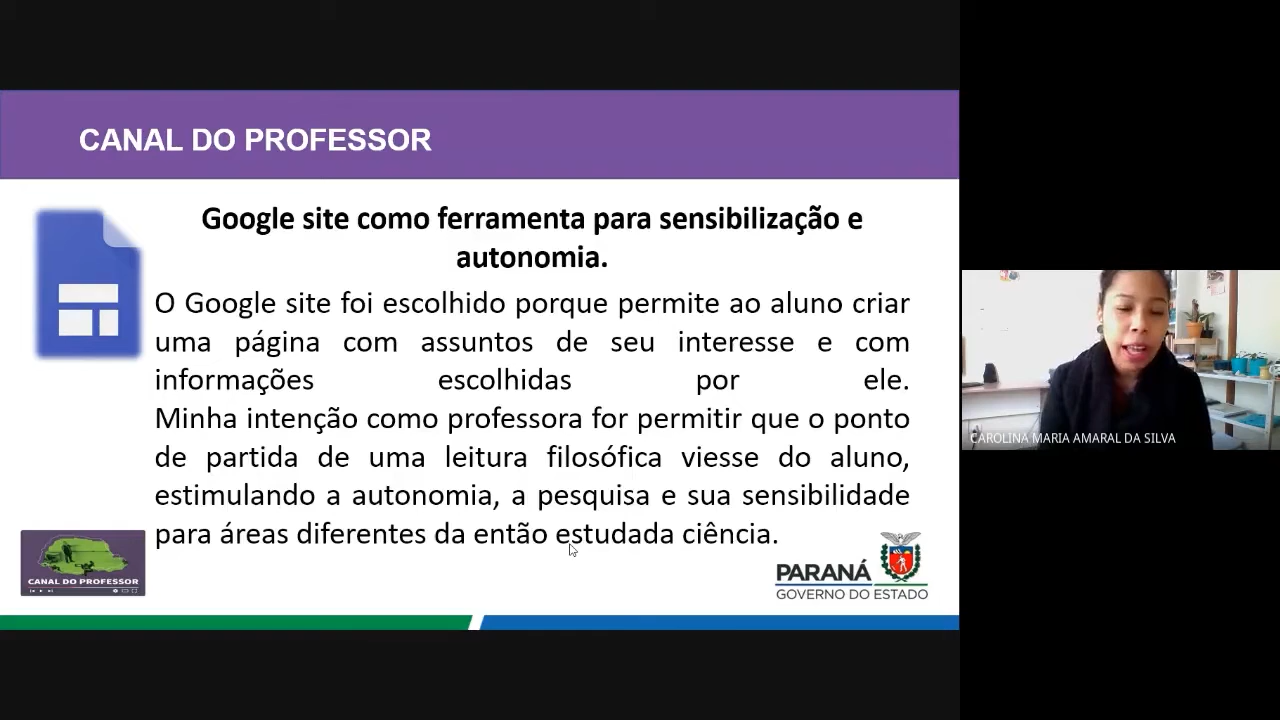 CANAL DO PROFESSOR
Google site como ferramenta para sensibilização e
autonomia.
O Google site foi escolhido porque permite ao aluno criar
uma página com assuntos de seu interesse e com
informações escolhidas por ele.
Minha intenção como professora for permitir que o ponto
de partida de uma leitura filosófica viesse do aluno,
estimulando a autonomia, a pesquisa e sua sensibilidade
para áreas diferentes da então estudada ciência.
CANAL DO PROFESSOR
PARANÁ
GOVERNO DO ESTADO
CAROLINA MARIA AMARAL DA SILVA